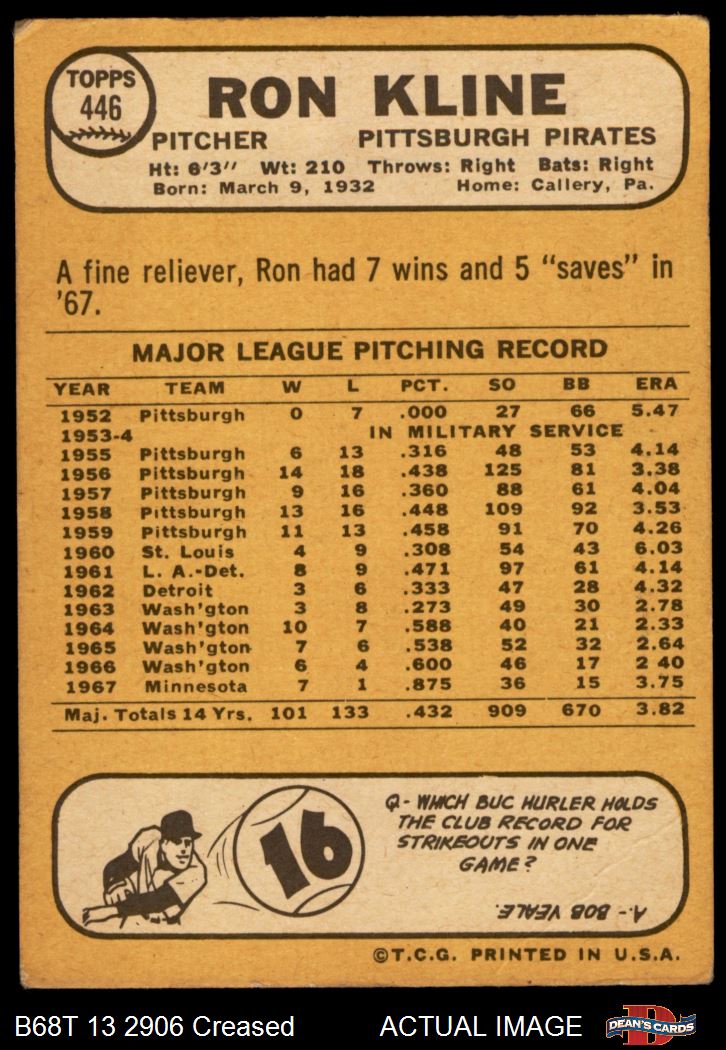 TOPPS
446
RON KLINE
PITCHER PITTSBURGH PIRATES
Ht: 6'3" Wt: 210 Throws: Right Bats: Right
Born: March 9, 1932 Home: Callery, Pa.
A fine reliever, Ron had 7 wins and 5 "saves" in
'67.
MAJOR LEAGUE PITCHING RECORD
YEAR TEAM W L PCT. SO BB ERA
1952 Pittsburgh 0 7 .000 27 66 5.47
1953-4 IN MILITARY SERVICE
1955 Pittsburgh 6 13 .316 48 53 4.14
1956 Pittsburgh 14 18 .438 125 81 3.38
1957 Pittsburgh 9 16 .360 88 61 4.04
1958 Pittsburgh 13 16 .448 109 92 3.53
1959 Pittsburgh 11 13 .458 91 70 4.26
1960 St. Louis 4 9 .308 54 43 6.03
1961 L. A.-Det. 8 9 .471 97 61 4.14
1962 Detroit 3 6 .333 47 28 4.32
1963 Wash'gton 3 8 .273 49 30 2.78
1964 Wash'gton 10 7 .588 40 21 2.33
1965 Wash'gton 7 6 .538 52 32 2.64
1966 Wash'gton 6 4 .600 46 17 2 40
1967 Minnesota 7 1 .875 36 15 3.75
Maj. Totals 14 Yrs. 101 133 .432 909 670 3.82
16
Q- WHICH BUC HURLER HOLDS
THE CLUB RECORD FOR
STRIKEOUTS IN ONE
GAME?
A- BOB VEALE.
©T.C.G. PRINTED IN U.S.A.
B68T 13 2906 Creased ACTUAL IMAGE
D
DEAN'S CARDS